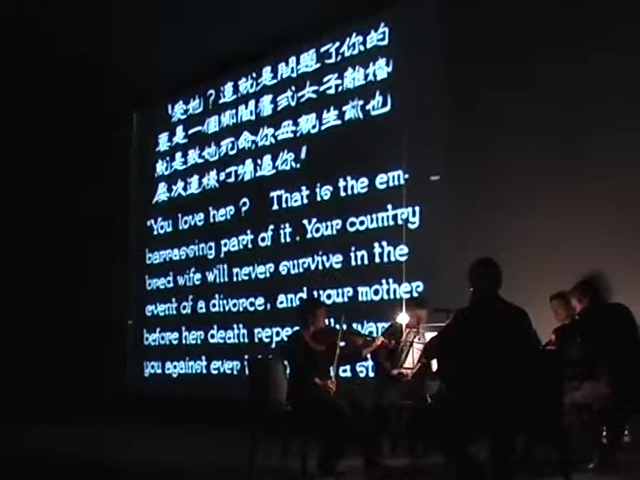 "愛她？這就是問題了,你的
妻是一個鄉間舊式女子,離婚
就是致她死命,你母親生前也
屢次這樣叮囑過你！"
"You love her ? That is the em-
barrassing part of it . Your country
bred wife will never survive in the
event of a divorce, and your mother
before her death
you against ever